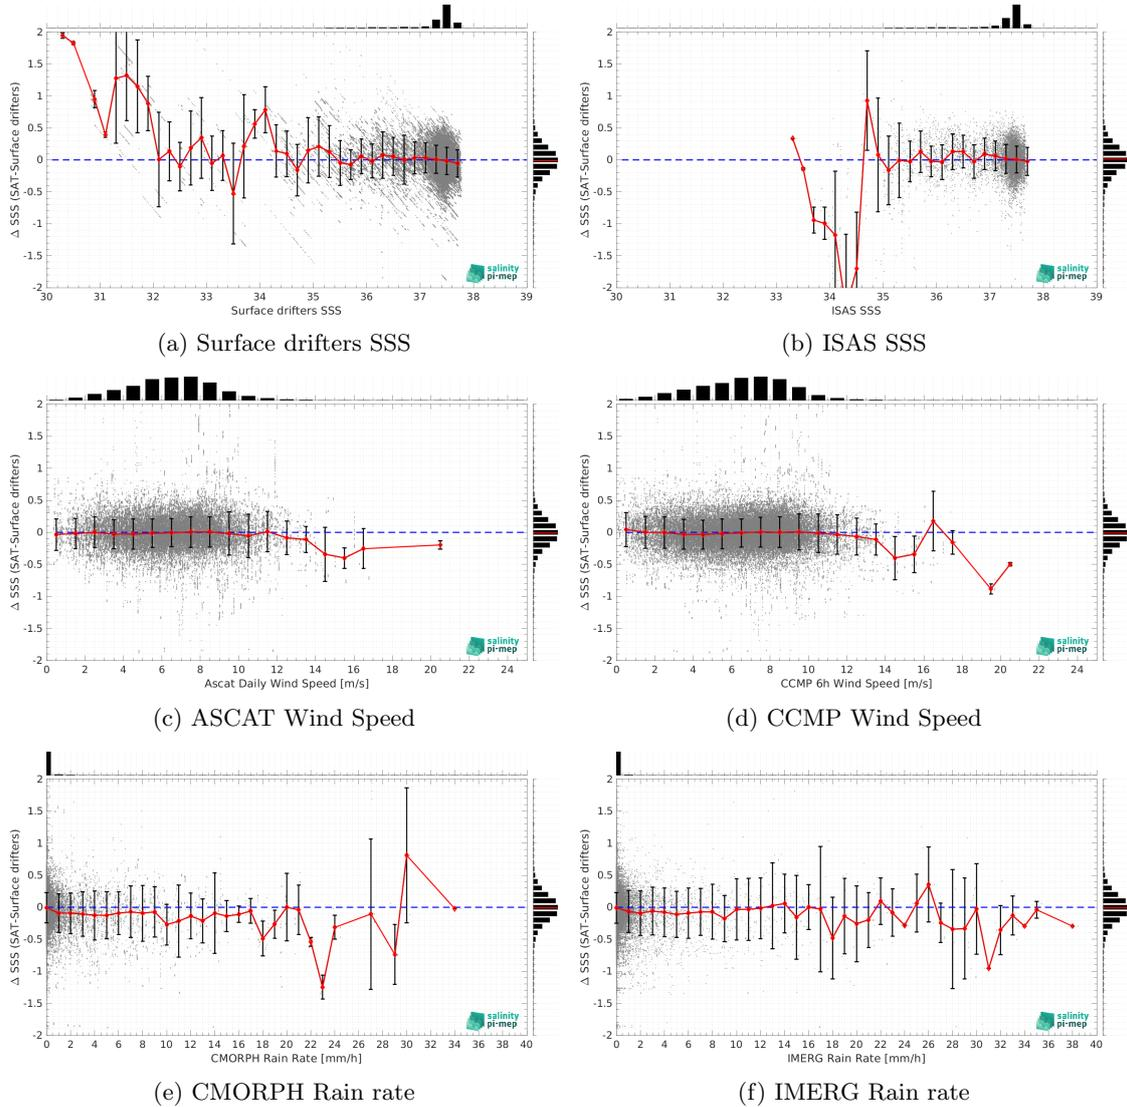 2
1.5
1
0.5
0
-0.5
-1
-1.5
-2
Δ SSS (SAT-Surface drifters)
30 31 32 33 34 35 36 37 38 39
Surface drifters SSS
salinity
pi-mep
(a) Surface drifters SSS
2
1.5
1
0.5
0
-0.5
-1
-1.5
-2
Δ SSS (SAT-Surface drifters)
30 31 32 33 34 35 36 37 38 39
ISAS SSS
salinity
pi-mep
(b) ISAS SSS
2
1.5
1
0.5
0
-0.5
-1
-1.5
-2
Δ SSS (SAT-Surface drifters)
0 2 4 6 8 10 12 14 16 18 20 22 24
Ascat Daily Wind Speed [m/s]
salinity
pi-mep
(c) ASCAT Wind Speed
2
1.5
1
0.5
0
-0.5
-1
-1.5
-2
Δ SSS (SAT-Surface drifters)
2 4 6 8 10 12 14 16 18 20 22 24
CCMP 6h Wind Speed [m/s]
salinity
pi-mep
(d) CCMP Wind Speed
2
1.5
1
0.5
0
-0.5
-1
-1.5
-2
Δ SSS (SAT-Surface drifters)
0 2 4 6 8 10 12 14 16 18 20 22 24 26 28 30 32 34 36 38 40
CMORPH Rain Rate [mm/h]
salinity
pi-mep
(e) CMORPH Rain rate
2
1.5
1
0.5
0
-0.5
-1
-1.5
-2
Δ SSS (SAT-Surface drifters)
0 2 4 6 8 10 12 14 16 18 20 22 24 26 28 30 32 34 36 38 40
IMERG Rain Rate [mm/h]
salinity
pi-mep
(f) IMERG Rain rate